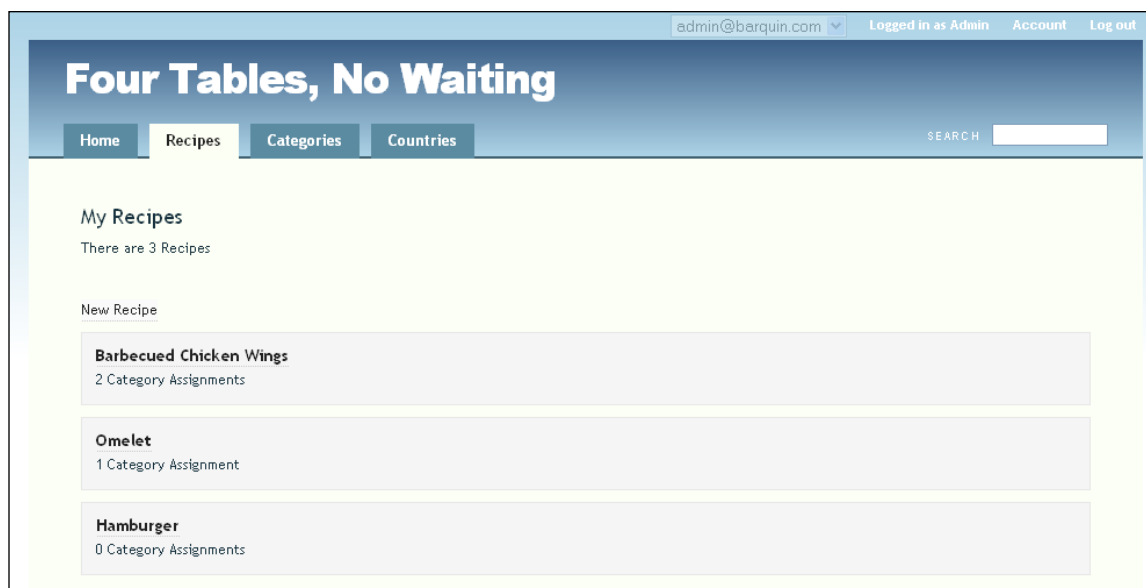 admin@barquin.com Logged in as Admin Account Log out
Four Tables, No Waiting
Home Recipes Categories Countries SEARCH
My Recipes
There are 3 Recipes
New Recipe
Barbecued Chicken Wings
2 Category Assignments
Omelet
1 Category Assignment
Hamburger
0 Category Assignments